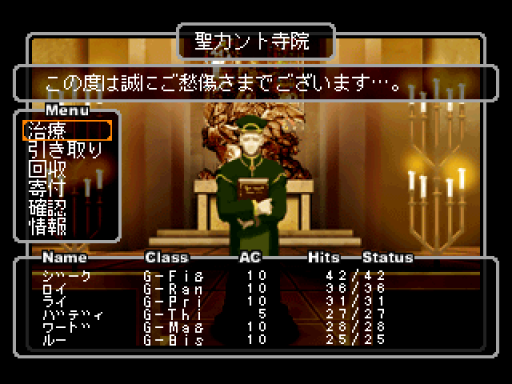 聖カント寺院
この度は誠にご愁傷さまでございます…。
Menu
治療
引き取り
回収
寄付
確認
情報
Name Class AC Hits Status
ジーク G-Fig 10 42/42
ロイ G-Ran 10 36/36
ライ G-Pri 10 31/31
バディ G-Thi 5 27/27
ワード G-Mag 10 28/28
ルー G-Bis 10 25/25